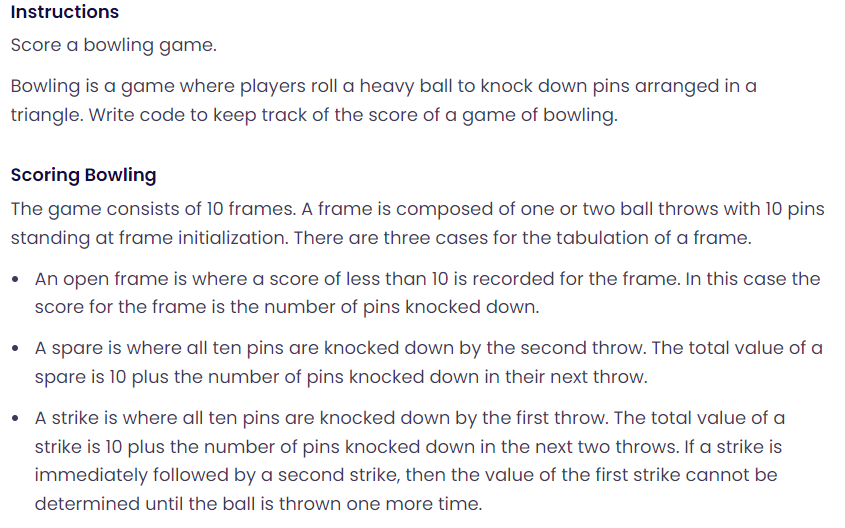 Instructions
Score a bowling game.
Bowling is a game where players roll a heavy ball to knock down pins arranged in a
triangle. Write code to keep track of the score of a game of bowling.
Scoring Bowling
The game consists of 10 frames. A frame is composed of one or two ball throws with 10 pins
standing at frame initialization. There are three cases for the tabulation of a frame.
• An open frame is where a score of less than 10 is recorded for the frame. In this case the
score for the frame is the number of pins knocked down.
• A spare is where all ten pins are knocked down by the second throw. The total value of a
spare is 10 plus the number of pins knocked down in their next throw.
• A strike is where all ten pins are knocked down by the first throw. The total value of a
strike is 10 plus the number of pins knocked down in the next two throws. If a strike is
immediately followed by a second strike, then the value of the first strike cannot be
determined until the ball is thrown one more time.